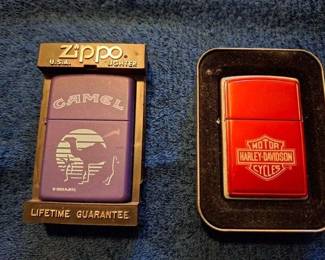 zippo
U.S.A. LIGHTER
CAMEL
LIFETIME GUARANTEE
MOTOR
HARLEY-DAVIDSON
CYCLES